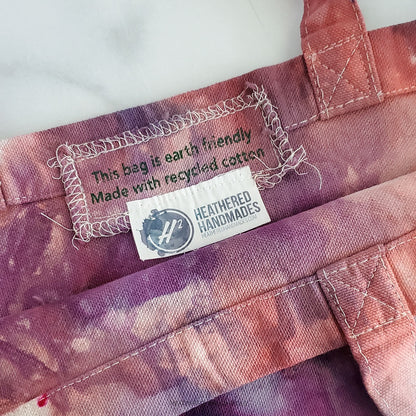 This bag is earth friendly
Made with recycled cotton
H2
HEATHERED
HANDMADES